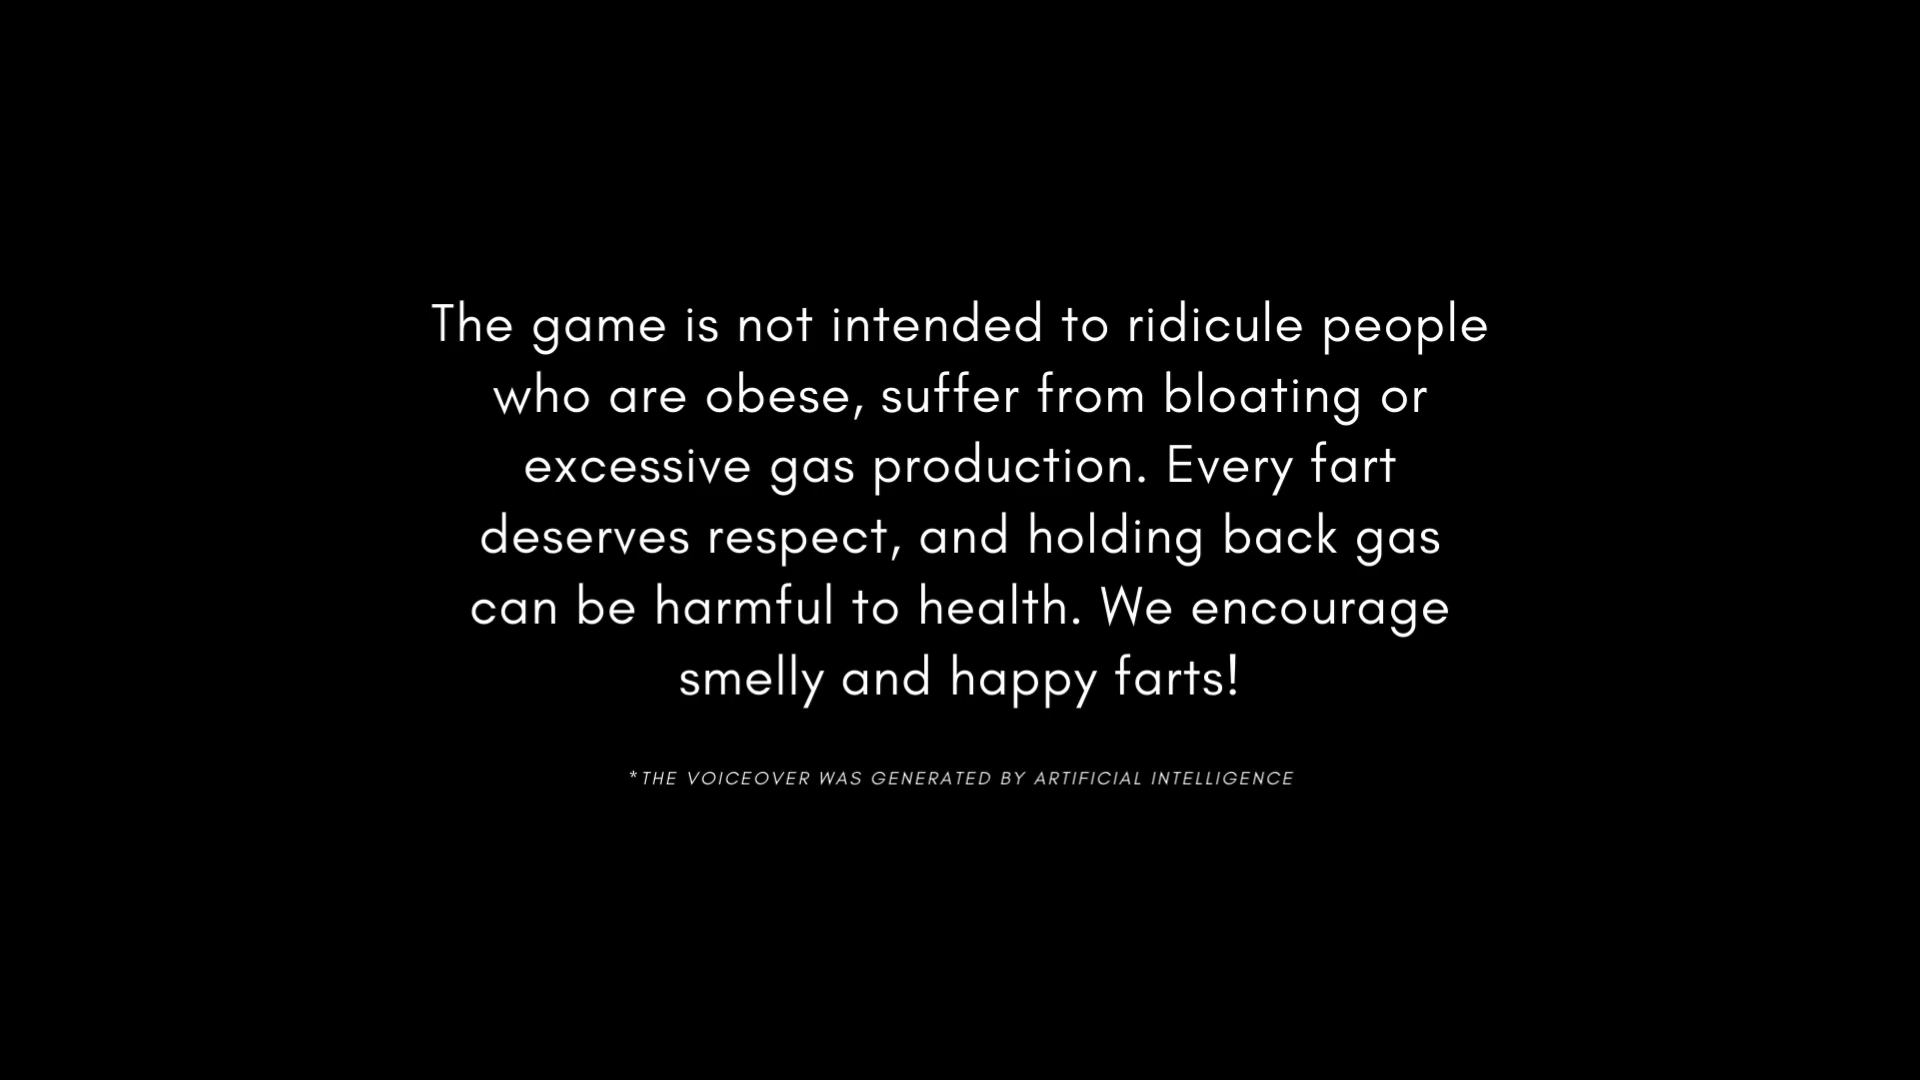 The game is not intended to ridicule people
who are obese, suffer from bloating or
excessive gas production. Every fart
deserves respect, and holding back gas
can be harmful to health. We encourage
smelly and happy farts!
*THE VOICEOVER WAS GENERATED BY ARTIFICIAL INTELLIGENCE